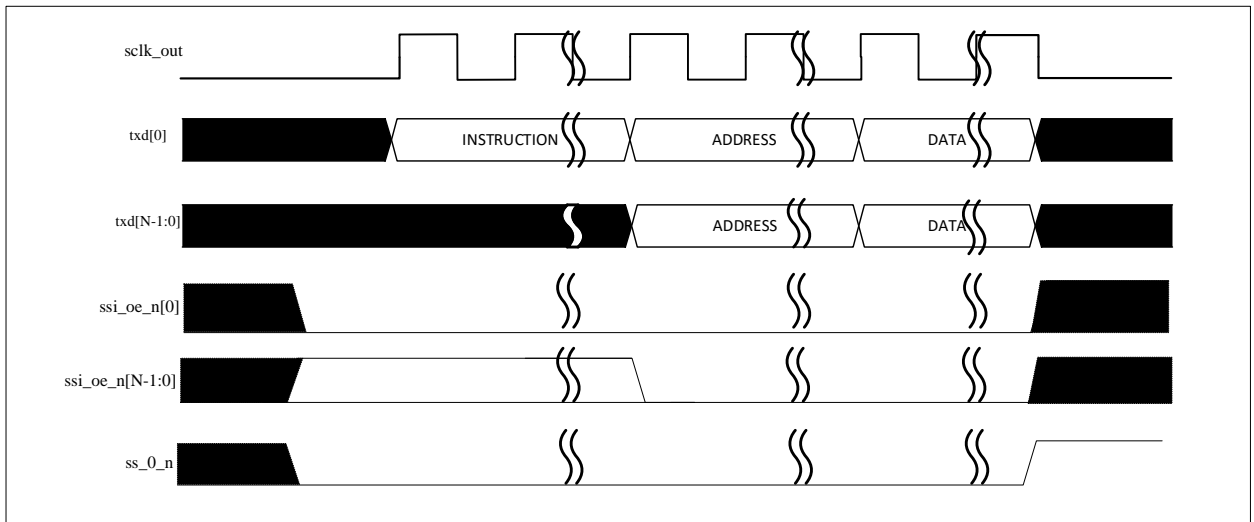 sclk_out
txd[0]
INSTRUCTION
ADDRESS
DATA
txd[N-1:0]
ADDRESS
DATA
ssi_oe_n[0]
ssi_oe_n[N-1:0]
ss_0_n